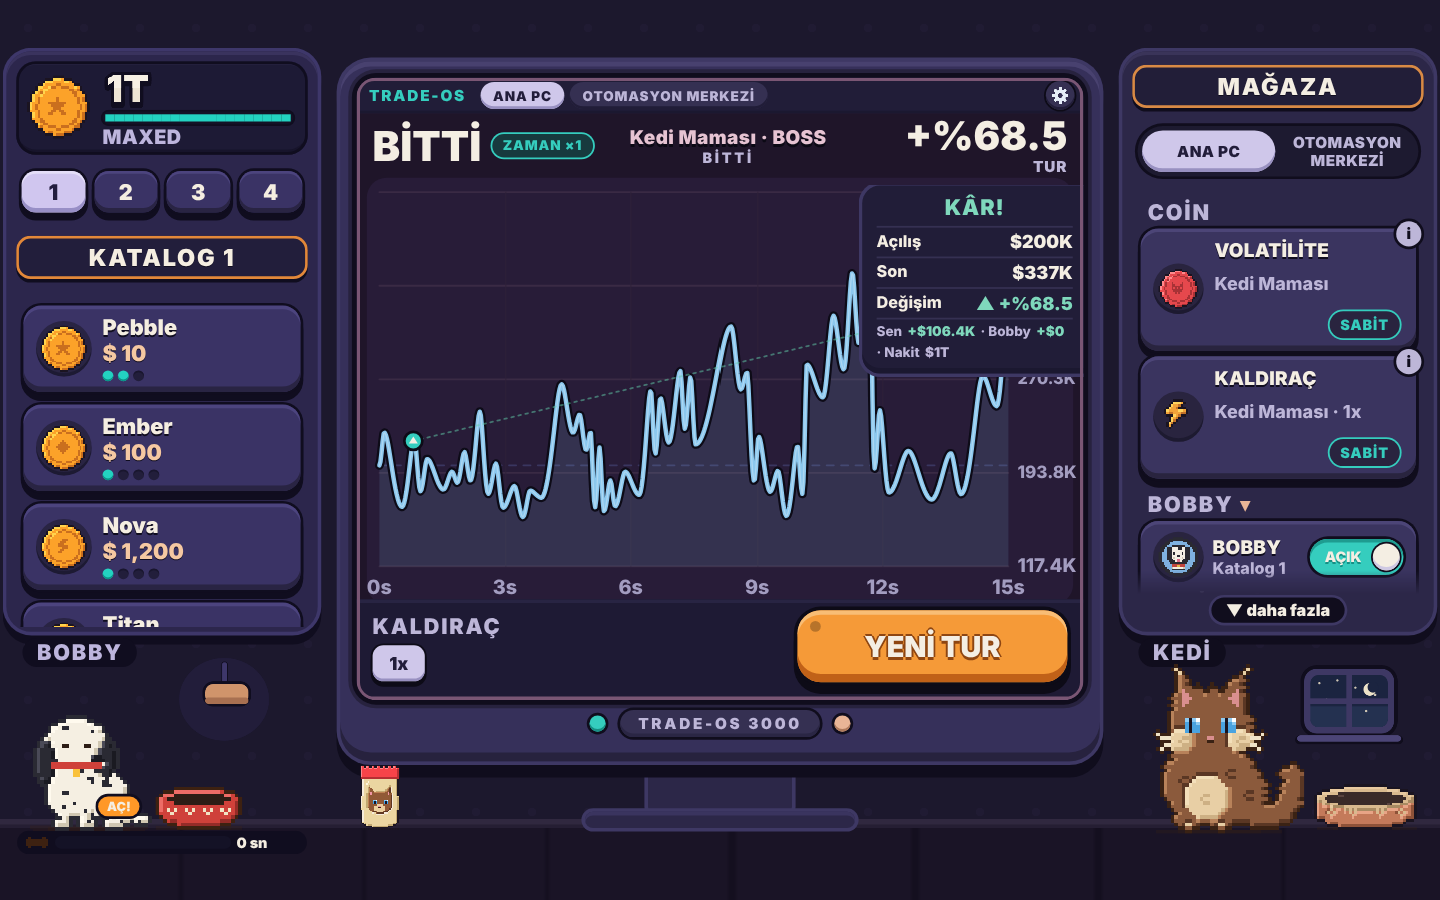 1T
MAXED
1
2
3
4
KATALOG 1
Pebble
$ 10
Ember
$ 100
Nova
$ 1,200
Titan
TRADE-OS
ANA PC
OTOMASYON MERKEZİ
BİTTİ
ZAMAN ×1
Kedi Maması · BOSS
BİTTİ
+%68.5
TUR
KÂR!
Açılış $200K
Son $337K
Değişim ▲ +%68.5
Sen +$106.4K · Bobby +$0
· Nakit $1T
270.3K
193.8K
117.4K
0s 3s 6s 9s 12s 15s
KALDIRAÇ
1x
YENİ TUR
TRADE-OS 3000
MAĞAZA
ANA PC
OTOMASYON
MERKEZİ
COİN
VOLATİLİTE
i
Kedi Maması
SABİT
KALDIRAÇ
i
Kedi Maması · 1x
SABİT
BOBBY ▼
BOBBY
Katalog 1
AÇIK
▼ daha fazla
BOBBY
AÇ!
0 sn
KEDİ